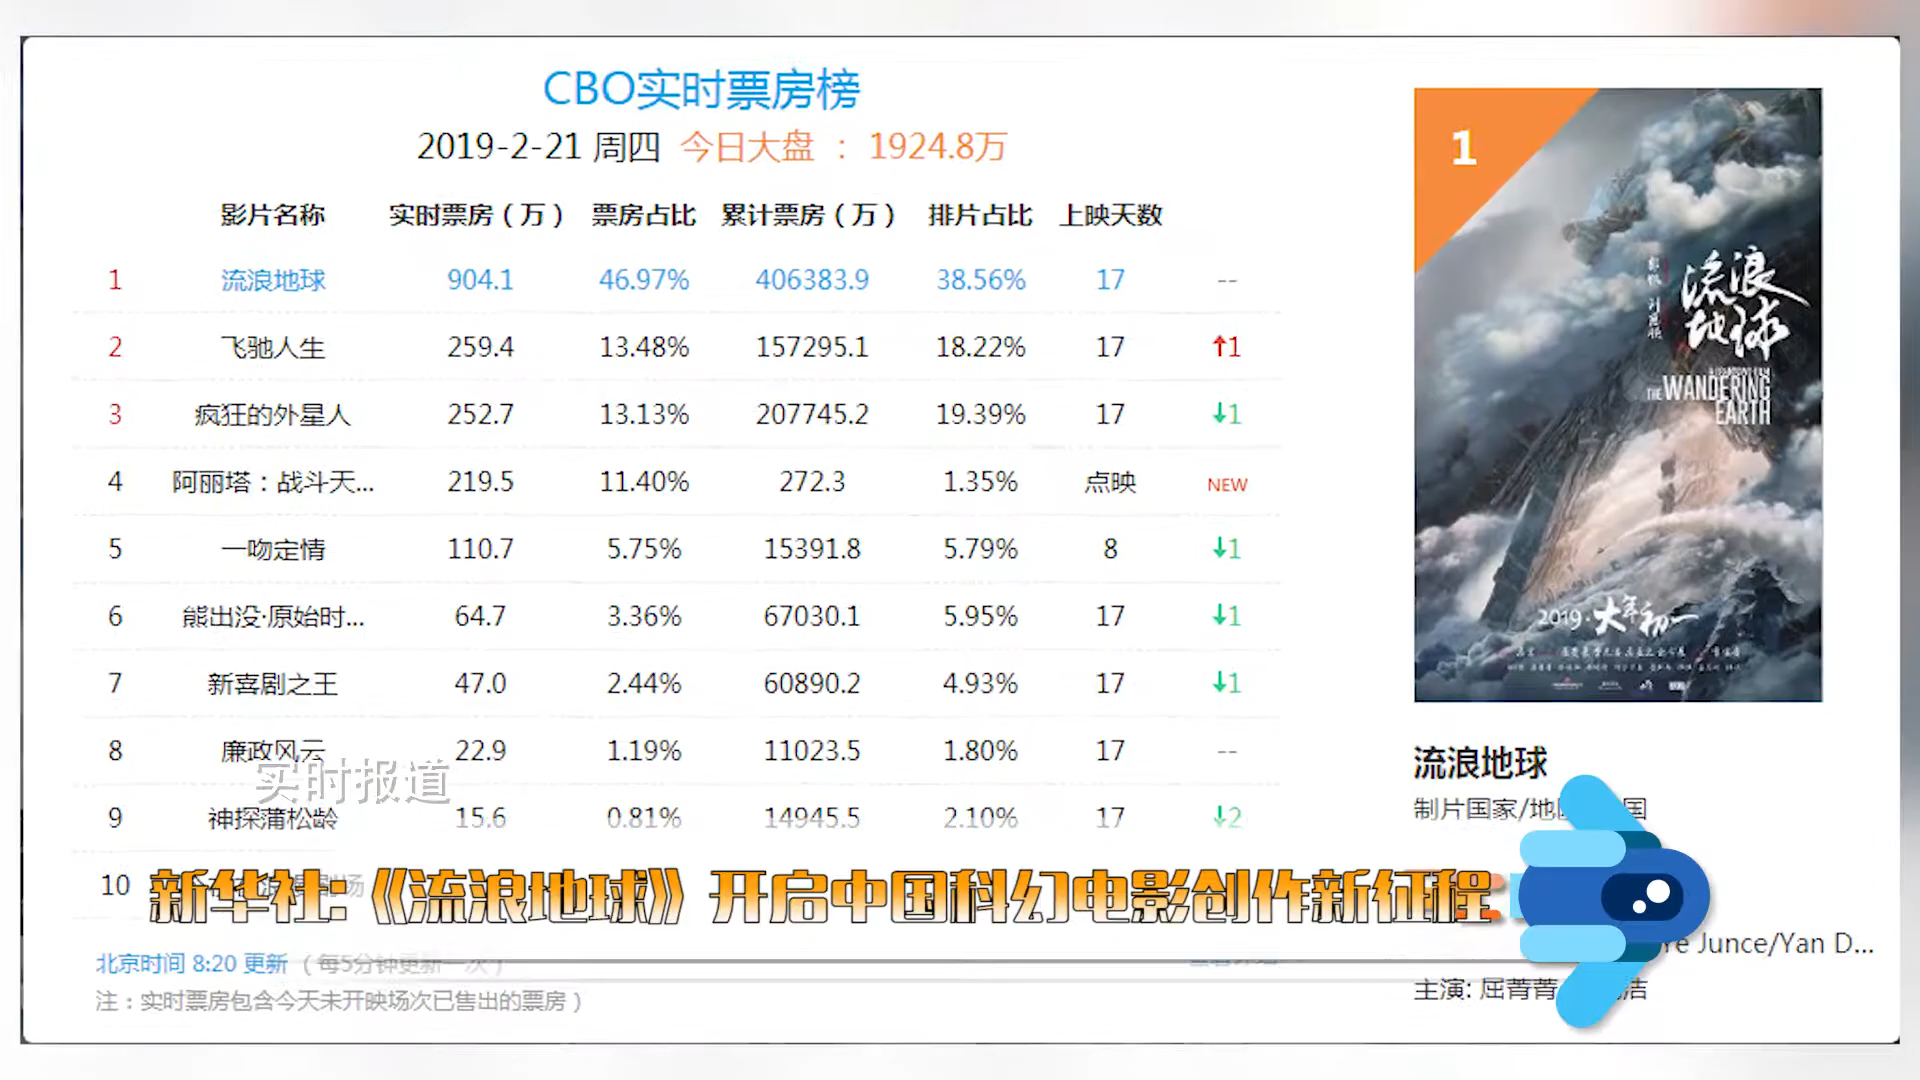 CBO实时票房榜
2019-2-21 周四 今日大盘 ： 1924.8万
影片名称 实时票房（万） 票房占比 累计票房（万） 排片占比 上映天数
1 流浪地球 904.1 46.97% 406383.9 38.56% 17 --
2 飞驰人生 259.4 13.48% 157295.1 18.22% 17 ↑1
3 疯狂的外星人 252.7 13.13% 207745.2 19.39% 17 ↓1
4 阿丽塔：战斗天... 219.5 11.40% 272.3 1.35% 点映 NEW
5 一吻定情 110.7 5.75% 15391.8 5.79% 8 ↓1
6 熊出没·原始时... 64.7 3.36% 67030.1 5.95% 17 ↓1
7 新喜剧之王 47.0 2.44% 60890.2 4.93% 17 ↓1
8 廉政风云 22.9 1.19% 11023.5 1.80% 17 --
实时报道
9 神探蒲松龄 15.6 0.81% 14945.5 2.10% 17 ↓2
10
新华社:《流浪地球》开启中国科幻电影创作新征程
北京时间 8:20 更新 （每5分钟更新一次）
注：实时票房包含今天未开映场次已售出的票房）
1
流浪
地球
THE WANDERING
EARTH
2019·大年初一
流浪地球
制片国家/地 国
Ye Junce/Yan D...
主演: 屈菁菁 洁